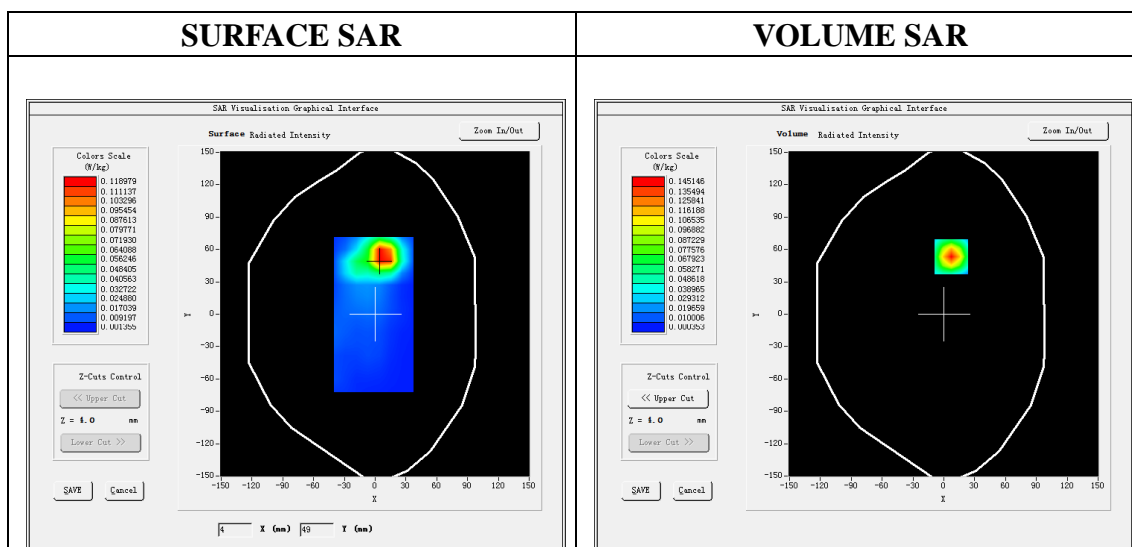 SURFACE SAR
VOLUME SAR
SAR Visualisation Graphical Interface
Surface Radiated Intensity
Zoom In/Out
Colors Scale
(W/kg)
0.118979
0.111137
0.103296
0.095454
0.087613
0.079771
0.071930
0.064088
0.056246
0.048405
0.040563
0.032722
0.024880
0.017039
0.009197
0.001355
Z-Cuts Control
<< Upper Cut
Z = 4.0 mm
Lower Cut >>
SAVE Cancel
150
120
90
60
30
0
-30
-60
-90
-120
-150
Y
-150 -120 -90 -60 -30 0 30 60 90 120 150
X
4 X (mm) 49 Y (mm)
SAR Visualisation Graphical Interface
Volume Radiated Intensity
Zoom In/Out
Colors Scale
(W/kg)
0.145146
0.135494
0.125841
0.116188
0.106535
0.096882
0.087229
0.077576
0.067923
0.058271
0.048618
0.038965
0.029312
0.019659
0.010006
0.000353
Z-Cuts Control
<< Upper Cut
Z = 4.0 mm
Lower Cut >>
SAVE Cancel
150
120
90
60
30
0
-30
-60
-90
-120
-150
Y
-150 -120 -90 -60 -30 0 30 60 90 120 150
X